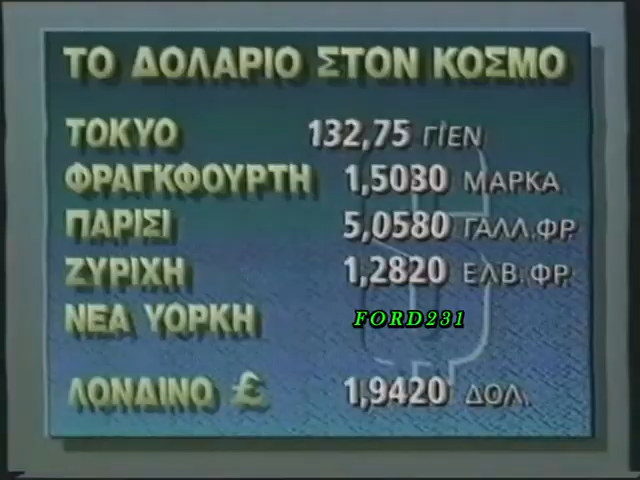 ΤΟ ΔΟΛΑΡΙΟ ΣΤΟΝ ΚΟΣΜΟ
ΤΟΚΥΟ 132,75 ΓΙΕΝ
ΦΡΑΓΚΦΟΥΡΤΗ 1,5080 ΜΑΡΚΑ
ΠΑΡΙΣΙ 5,0580 ΓΑΛΛ.ΦΡ.
ΖΥΡΙΧΗ 1,2820 ΕΛΒ.ΦΡ.
ΝΕΑ ΥΟΡΚΗ FORD231
ΛΟΝΔΙΝΟ £ 1,9420 ΔΟΛ.